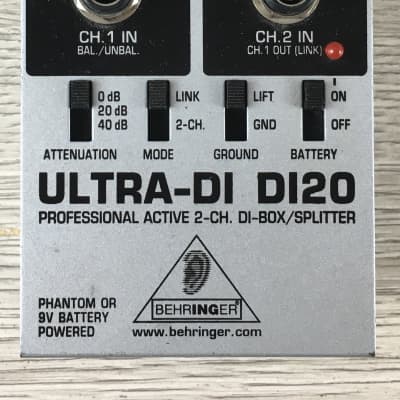 CH.1 IN
BAL./UNBAL.
CH.2 IN
CH.1 OUT (LINK)
0 dB
20 dB
40 dB
LINK
2-CH.
LIFT
GND
ON
OFF
ATTENUATION
MODE
GROUND
BATTERY
ULTRA-DI DI20
PROFESSIONAL ACTIVE 2-CH. DI-BOX/SPLITTER
BEHRINGER
PHANTOM OR
9V BATTERY
POWERED
www.behringer.com